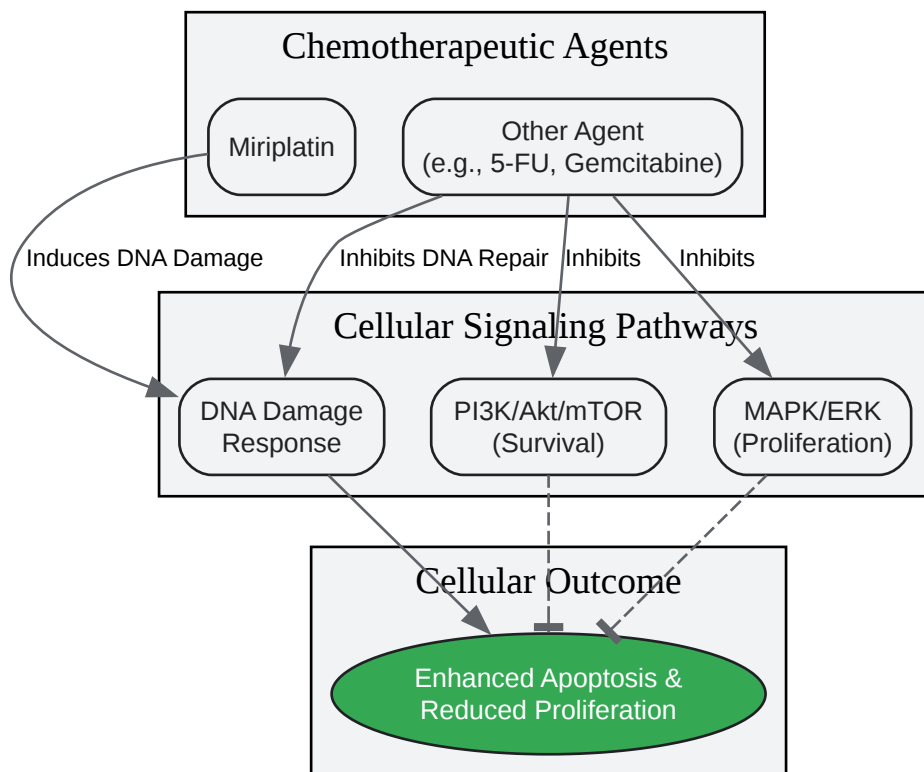 Chemotherapeutic Agents
Miriplatin
Other Agent
(e.g., 5-FU, Gemcitabine)
Induces DNA Damage
Inhibits DNA Repair
Inhibits
Inhibits
Cellular Signaling Pathways
DNA Damage
Response
PI3K/Akt/mTOR
(Survival)
MAPK/ERK
(Proliferation)
Cellular Outcome
Enhanced Apoptosis &
Reduced Proliferation